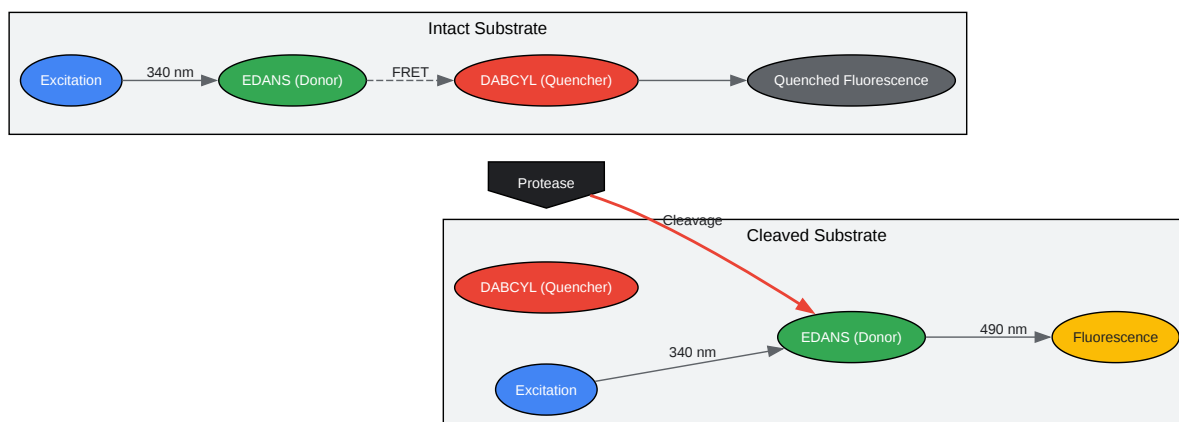 Intact Substrate
Excitation
340 nm
EDANS (Donor)
FRET
DABCYL (Quencher)
Quenched Fluorescence
Protease
Cleavage
Cleaved Substrate
DABCYL (Quencher)
Excitation
340 nm
EDANS (Donor)
490 nm
Fluorescence